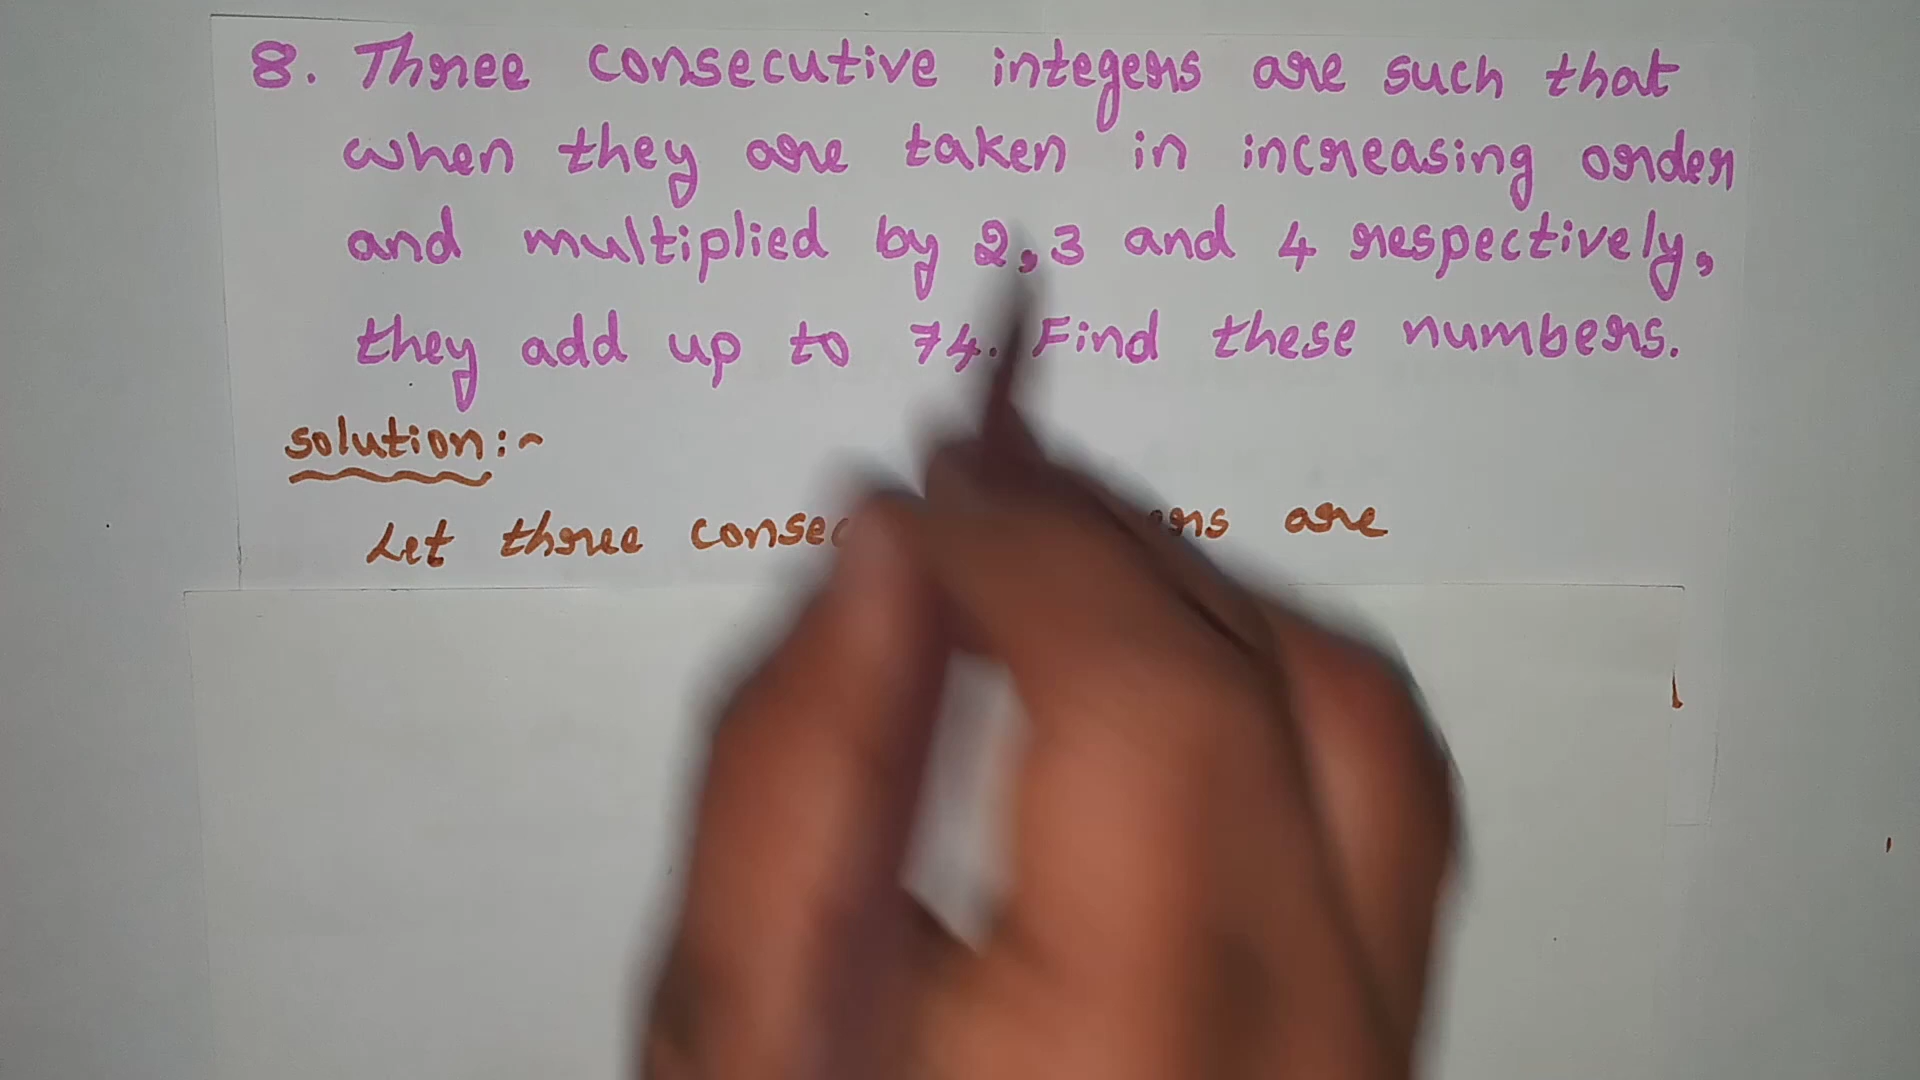 8. Three consecutive integers are such that
when they are taken in increasing order
and multiplied by 2,3 and 4 respectively,
they add up to 74. Find these numbers.
solution:-
Let three are